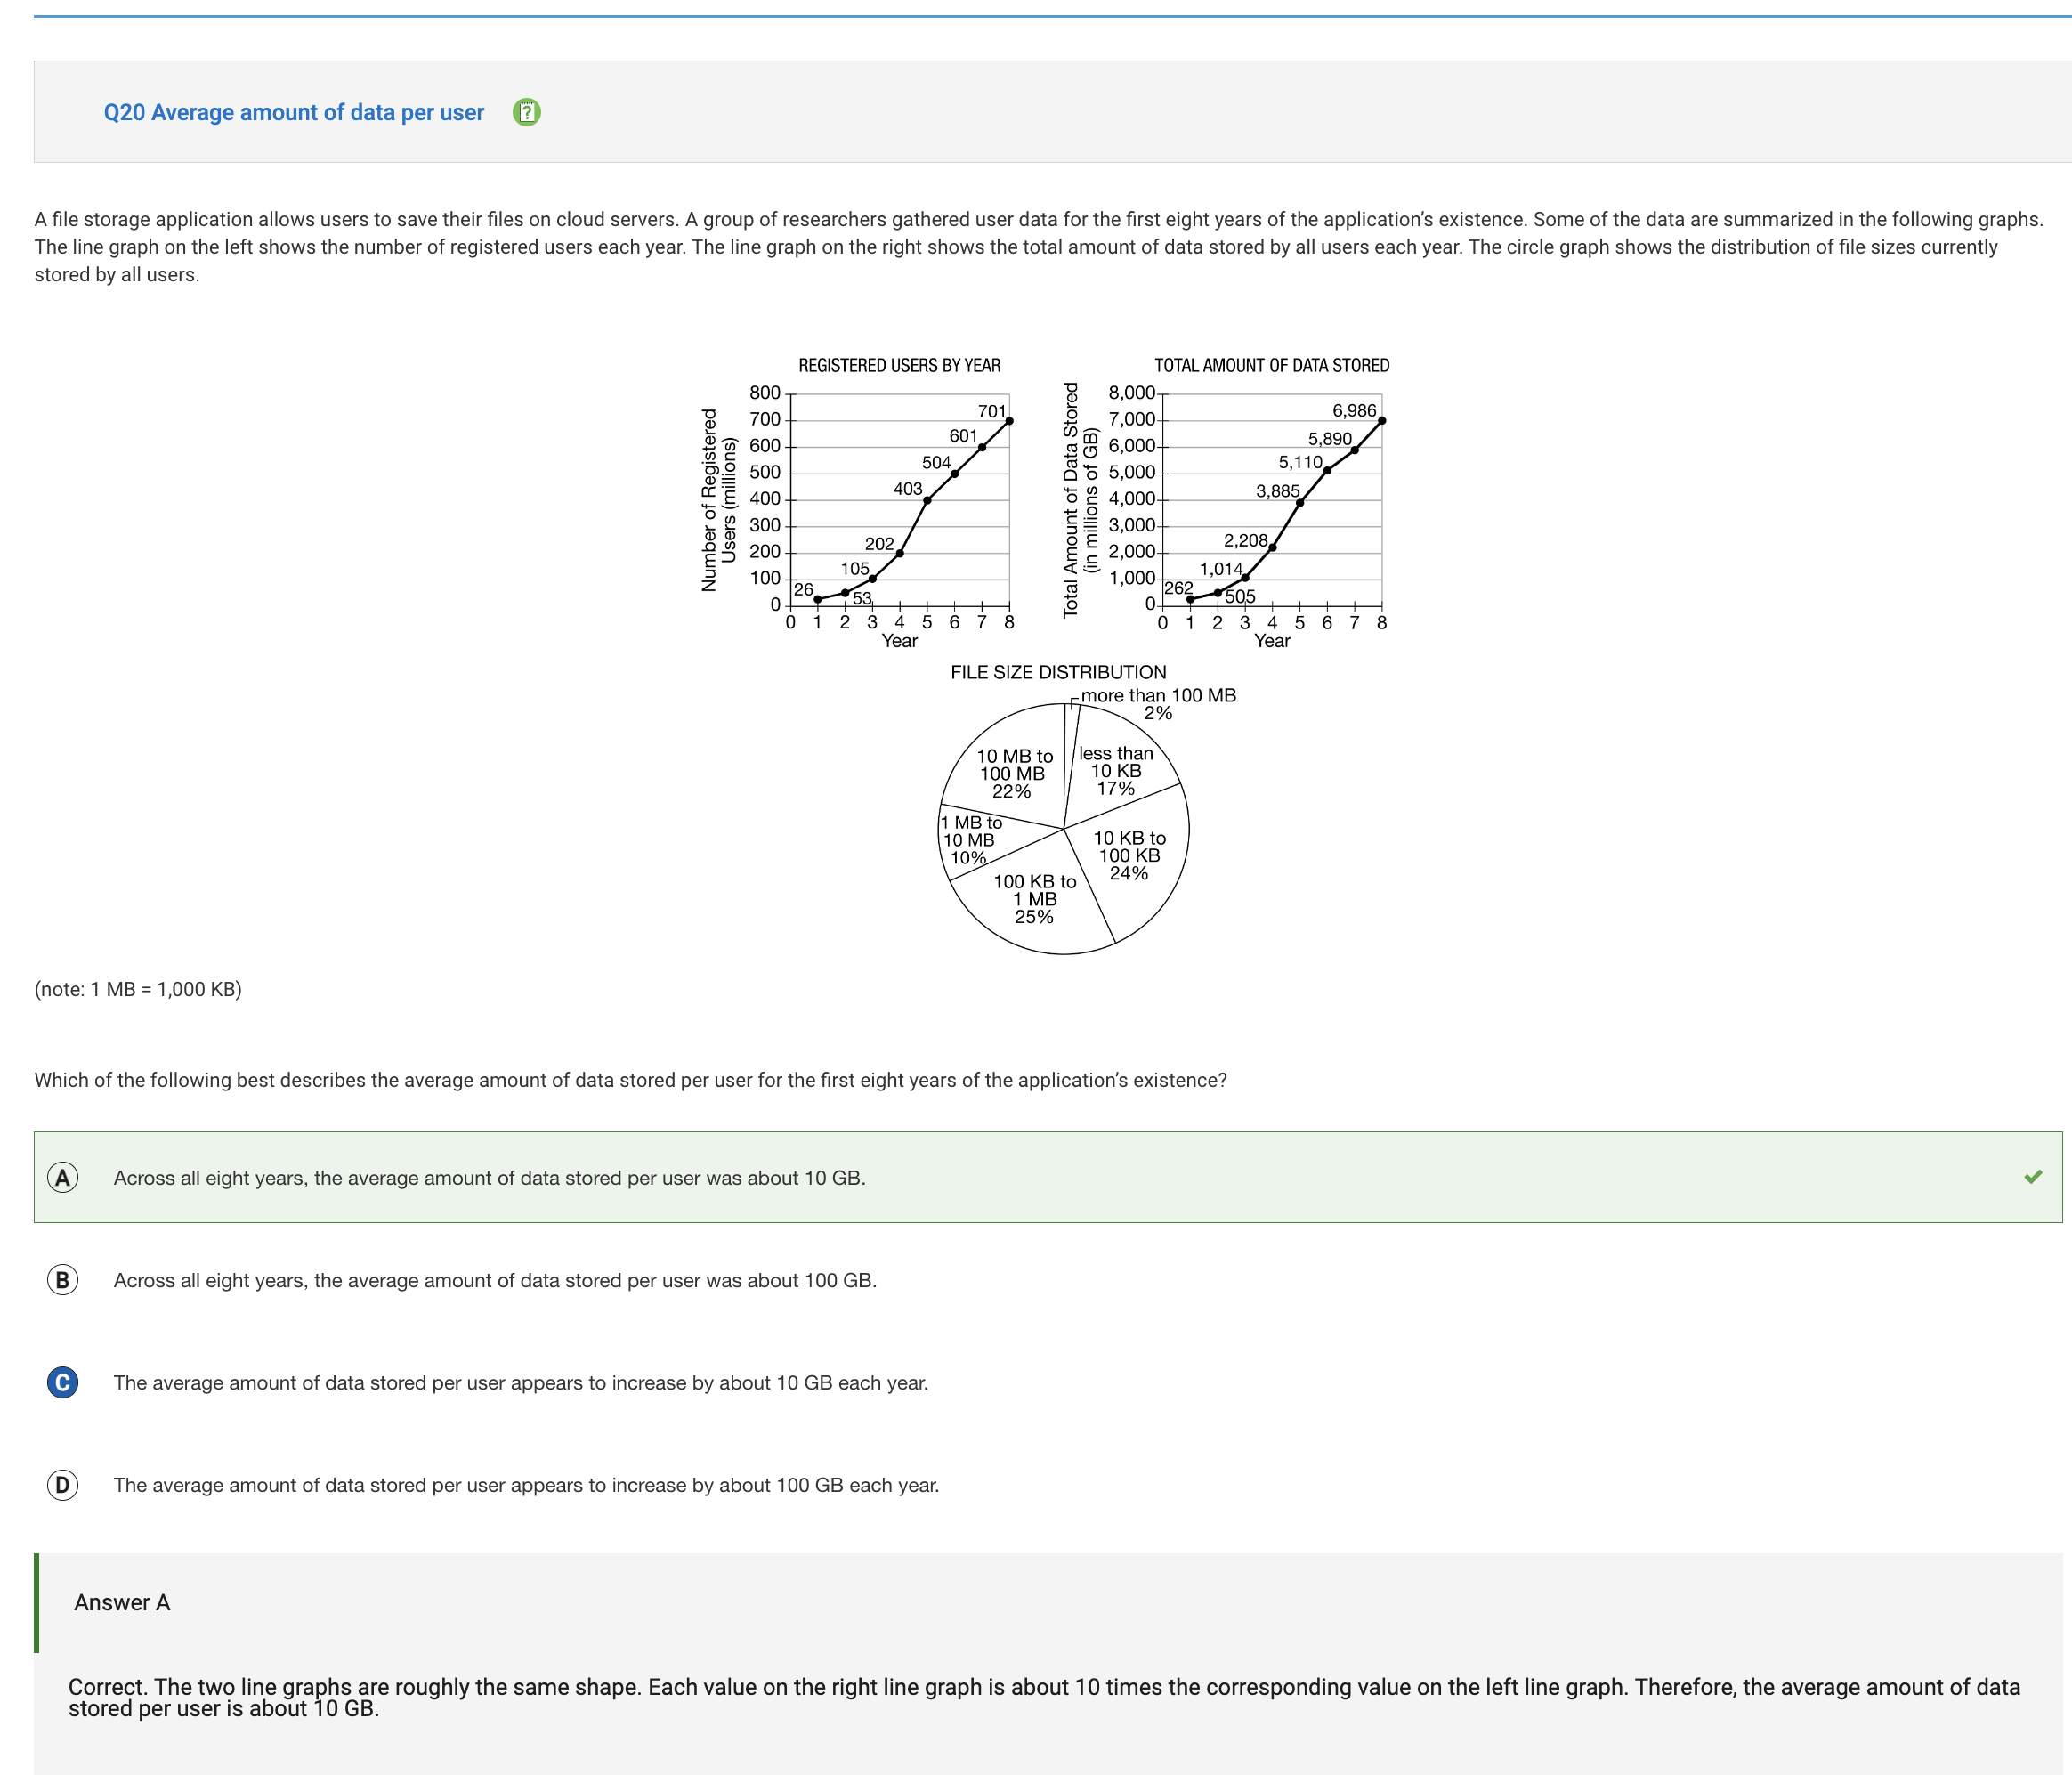 Q20 Average amount of data per user
A file storage application allows users to save their files on cloud servers. A group of researchers gathered user data for the first eight years of the application's existence. Some of the data are summarized in the following graphs.
The line graph on the left shows the number of registered users each year. The line graph on the right shows the total amount of data stored by all users each year. The circle graph shows the distribution of file sizes currently
stored by all users.
REGISTERED USERS BY YEAR
Number of Registered
Users (millions)
800
700
600
500
400
300
200
100
0
26
53
105
202
403
504
601
701
0 1 2 3 4 5 6 7 8
Year
TOTAL AMOUNT OF DATA STORED
Total Amount of Data Stored
(in millions of GB)
8,000
7,000
6,000
5,000
4,000
3,000
2,000
1,000
0
262
505
1,014
2,208
3,885
5,110
5,890
6,986
0 1 2 3 4 5 6 7 8
Year
FILE SIZE DISTRIBUTION
more than 100 MB
2%
less than
10 KB
17%
10 KB to
100 KB
24%
100 KB to
1 MB
25%
1 MB to
10 MB
10%
10 MB to
100 MB
22%
(note: 1 MB = 1,000 KB)
Which of the following best describes the average amount of data stored per user for the first eight years of the application's existence?
A Across all eight years, the average amount of data stored per user was about 10 GB.
B Across all eight years, the average amount of data stored per user was about 100 GB.
C The average amount of data stored per user appears to increase by about 10 GB each year.
D The average amount of data stored per user appears to increase by about 100 GB each year.
Answer A
Correct. The two line graphs are roughly the same shape. Each value on the right line graph is about 10 times the corresponding value on the left line graph. Therefore, the average amount of data
stored per user is about 10 GB.